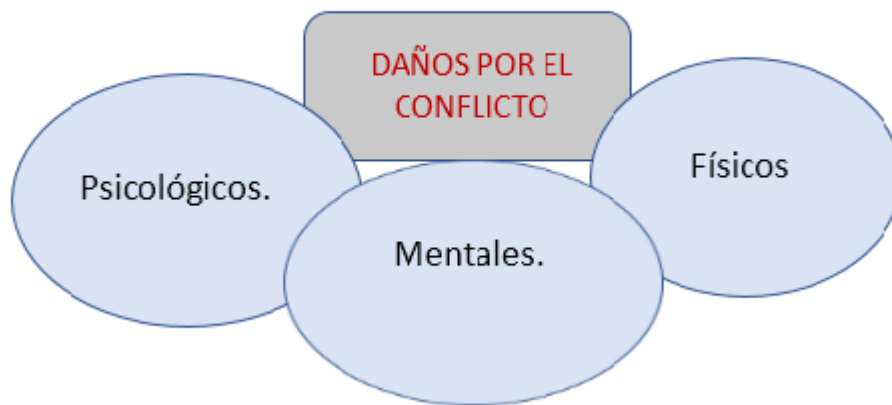 DAÑOS POR EL
CONFLICTO
Psicológicos.
Mentales.
Físicos